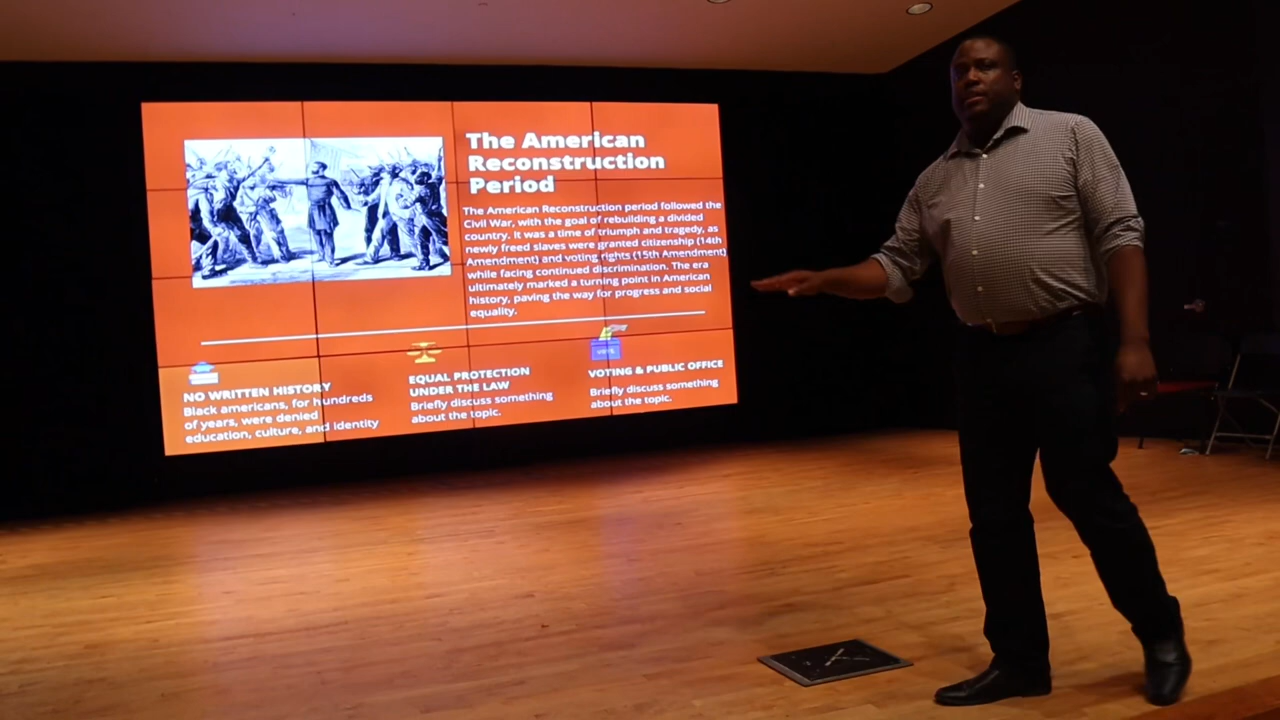 The American
Reconstruction
Period
The American Reconstruction period followed the
Civil War, with the goal of rebuilding a divided
country. It was a time of triumph and tragedy, as
newly freed slaves were granted citizenship (14th
Amendment) and voting rights (15th Amendment)
while facing continued discrimination. The era
ultimately marked a turning point in American
history, paving the way for progress and social
equality.
NO WRITTEN HISTORY
Black americans, for hundreds
of years, were denied
education, culture, and identity
EQUAL PROTECTION
UNDER THE LAW
Briefly discuss something
about the topic.
VOTE
VOTING & PUBLIC OFFICE
Briefly discuss something
about the topic.